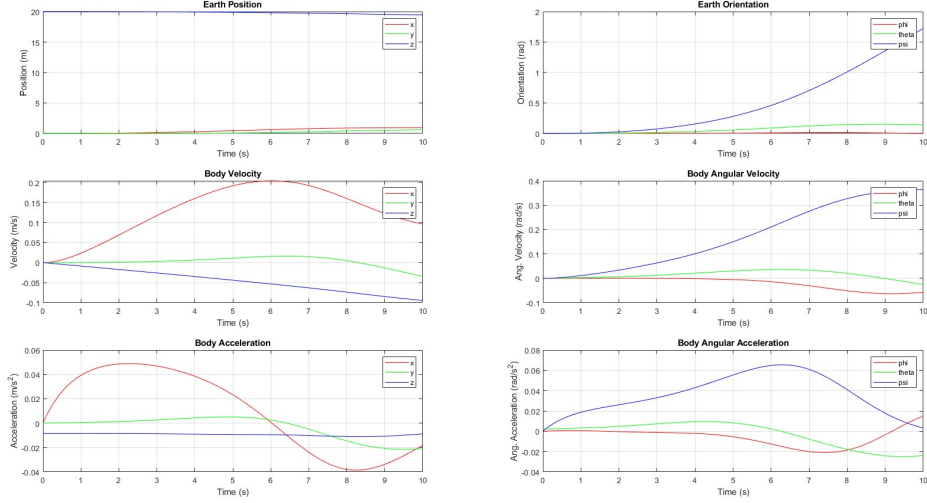 Earth Position
20
15
10
5
0
Position (m)
0 1 2 3 4 5 6 7 8 9 10
Time (s)
x
y
z
Earth Orientation
2
1.5
1
0.5
0
Orientation (rad)
0 1 2 3 4 5 6 7 8 9 10
Time (s)
phi
theta
psi
Body Velocity
0.2
0.15
0.1
0.05
0
-0.05
-0.1
Velocity (m/s)
0 1 2 3 4 5 6 7 8 9 10
Time (s)
x
y
z
Body Angular Velocity
0.4
0.3
0.2
0.1
0
-0.1
Ang. Velocity (rad/s)
0 1 2 3 4 5 6 7 8 9 10
Time (s)
phi
theta
psi
Body Acceleration
0.06
0.04
0.02
0
-0.02
-0.04
Acceleration (m/s²)
0 1 2 3 4 5 6 7 8 9 10
Time (s)
x
y
z
Body Angular Acceleration
0.08
0.06
0.04
0.02
0
-0.02
-0.04
Ang. Acceleration (rad/s²)
0 1 2 3 4 5 6 7 8 9 10
Time (s)
phi
theta
psi